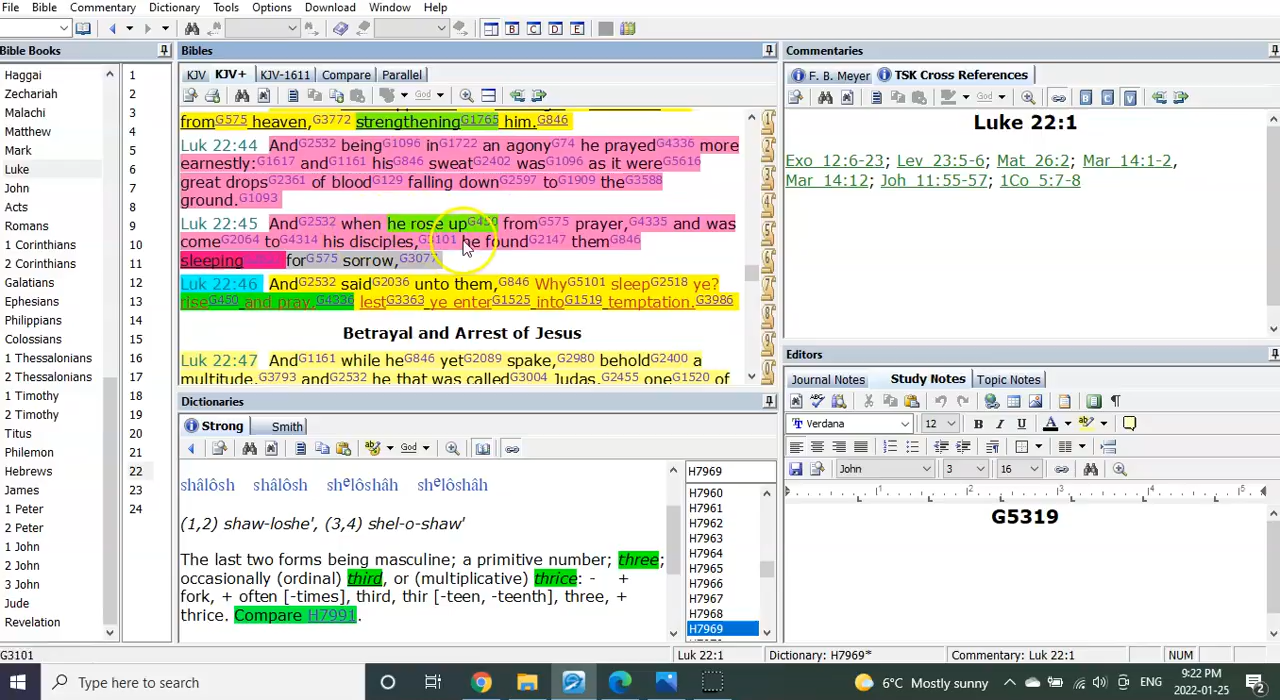 File Bible Commentary Dictionary Tools Options Download Window Help
B C D E
Bible Books
Haggai
Zechariah
Malachi
Matthew
Mark
Luke
John
Acts
Romans
1 Corinthians
2 Corinthians
Galatians
Ephesians
Philippians
Colossians
1 Thessalonians
2 Thessalonians
1 Timothy
2 Timothy
Titus
Philemon
Hebrews
James
1 Peter
2 Peter
1 John
2 John
3 John
Jude
Revelation
1
2
3
4
5
6
7
8
9
10
11
12
13
14
15
16
17
18
19
20
21
22
23
24
Bibles
KJV KJV+ KJV-1611 Compare Parallel
God
fromG575 heaven,G3772 strengtheningG1765 him.G846
Luk 22:44 AndG2532 beingG1096 inG1722 an agonyG74 he prayedG4336 more
earnestly:G1617 andG1161 hisG846 sweatG2402 wasG1096 as it wereG5616
great dropsG2361 of bloodG129 falling downG2597 toG1909 theG3588
ground.G1093
Luk 22:45 AndG2532 when he rose upG450 fromG575 prayer,G4335 and was
comeG2064 toG4314 his disciples,G3101 he foundG2147 themG846
sleeping forG575 sorrow,G3077
Luk 22:46 AndG2532 saidG2036 unto them,G846 WhyG5101 sleepG2518 ye?
riseG450 and pray,G4336 lestG3363 ye enterG1525 intoG1519 temptation.G3986
Betrayal and Arrest of Jesus
Luk 22:47 AndG1161 while heG846 yetG2089 spake,G2980 beholdG2400 a
multitude,G3793 andG2532 he that was calledG3004 Judas,G2455 oneG1520 of
Dictionaries
Strong Smith
God
shâlôsh shâlôsh shelôshâh shelôshâh
(1,2) shaw-loshe', (3,4) shel-o-shaw'
The last two forms being masculine; a primitive number; three;
occasionally (ordinal) third, or (multiplicative) thrice: - +
fork, + often [-times], third, thir [-teen, -teenth], three, +
thrice. Compare H7991.
H7969
H7960
H7961
H7962
H7963
H7964
H7965
H7966
H7967
H7968
H7969
Commentaries
F. B. Meyer TSK Cross References
God B C V
Luke 22:1
Exo 12:6-23; Lev 23:5-6; Mat 26:2; Mar 14:1-2,
Mar 14:12; Joh 11:55-57; 1Co 5:7-8
Editors
Journal Notes Study Notes Topic Notes
Verdana 12 B I U A
John 3 16
1 2 3 4 5
G5319
G3101 Luk 22:1 Dictionary: H7969* Commentary: Luk 22:1 NUM
Type here to search
6°C Mostly sunny ENG
9:22 PM
2022-01-25
2